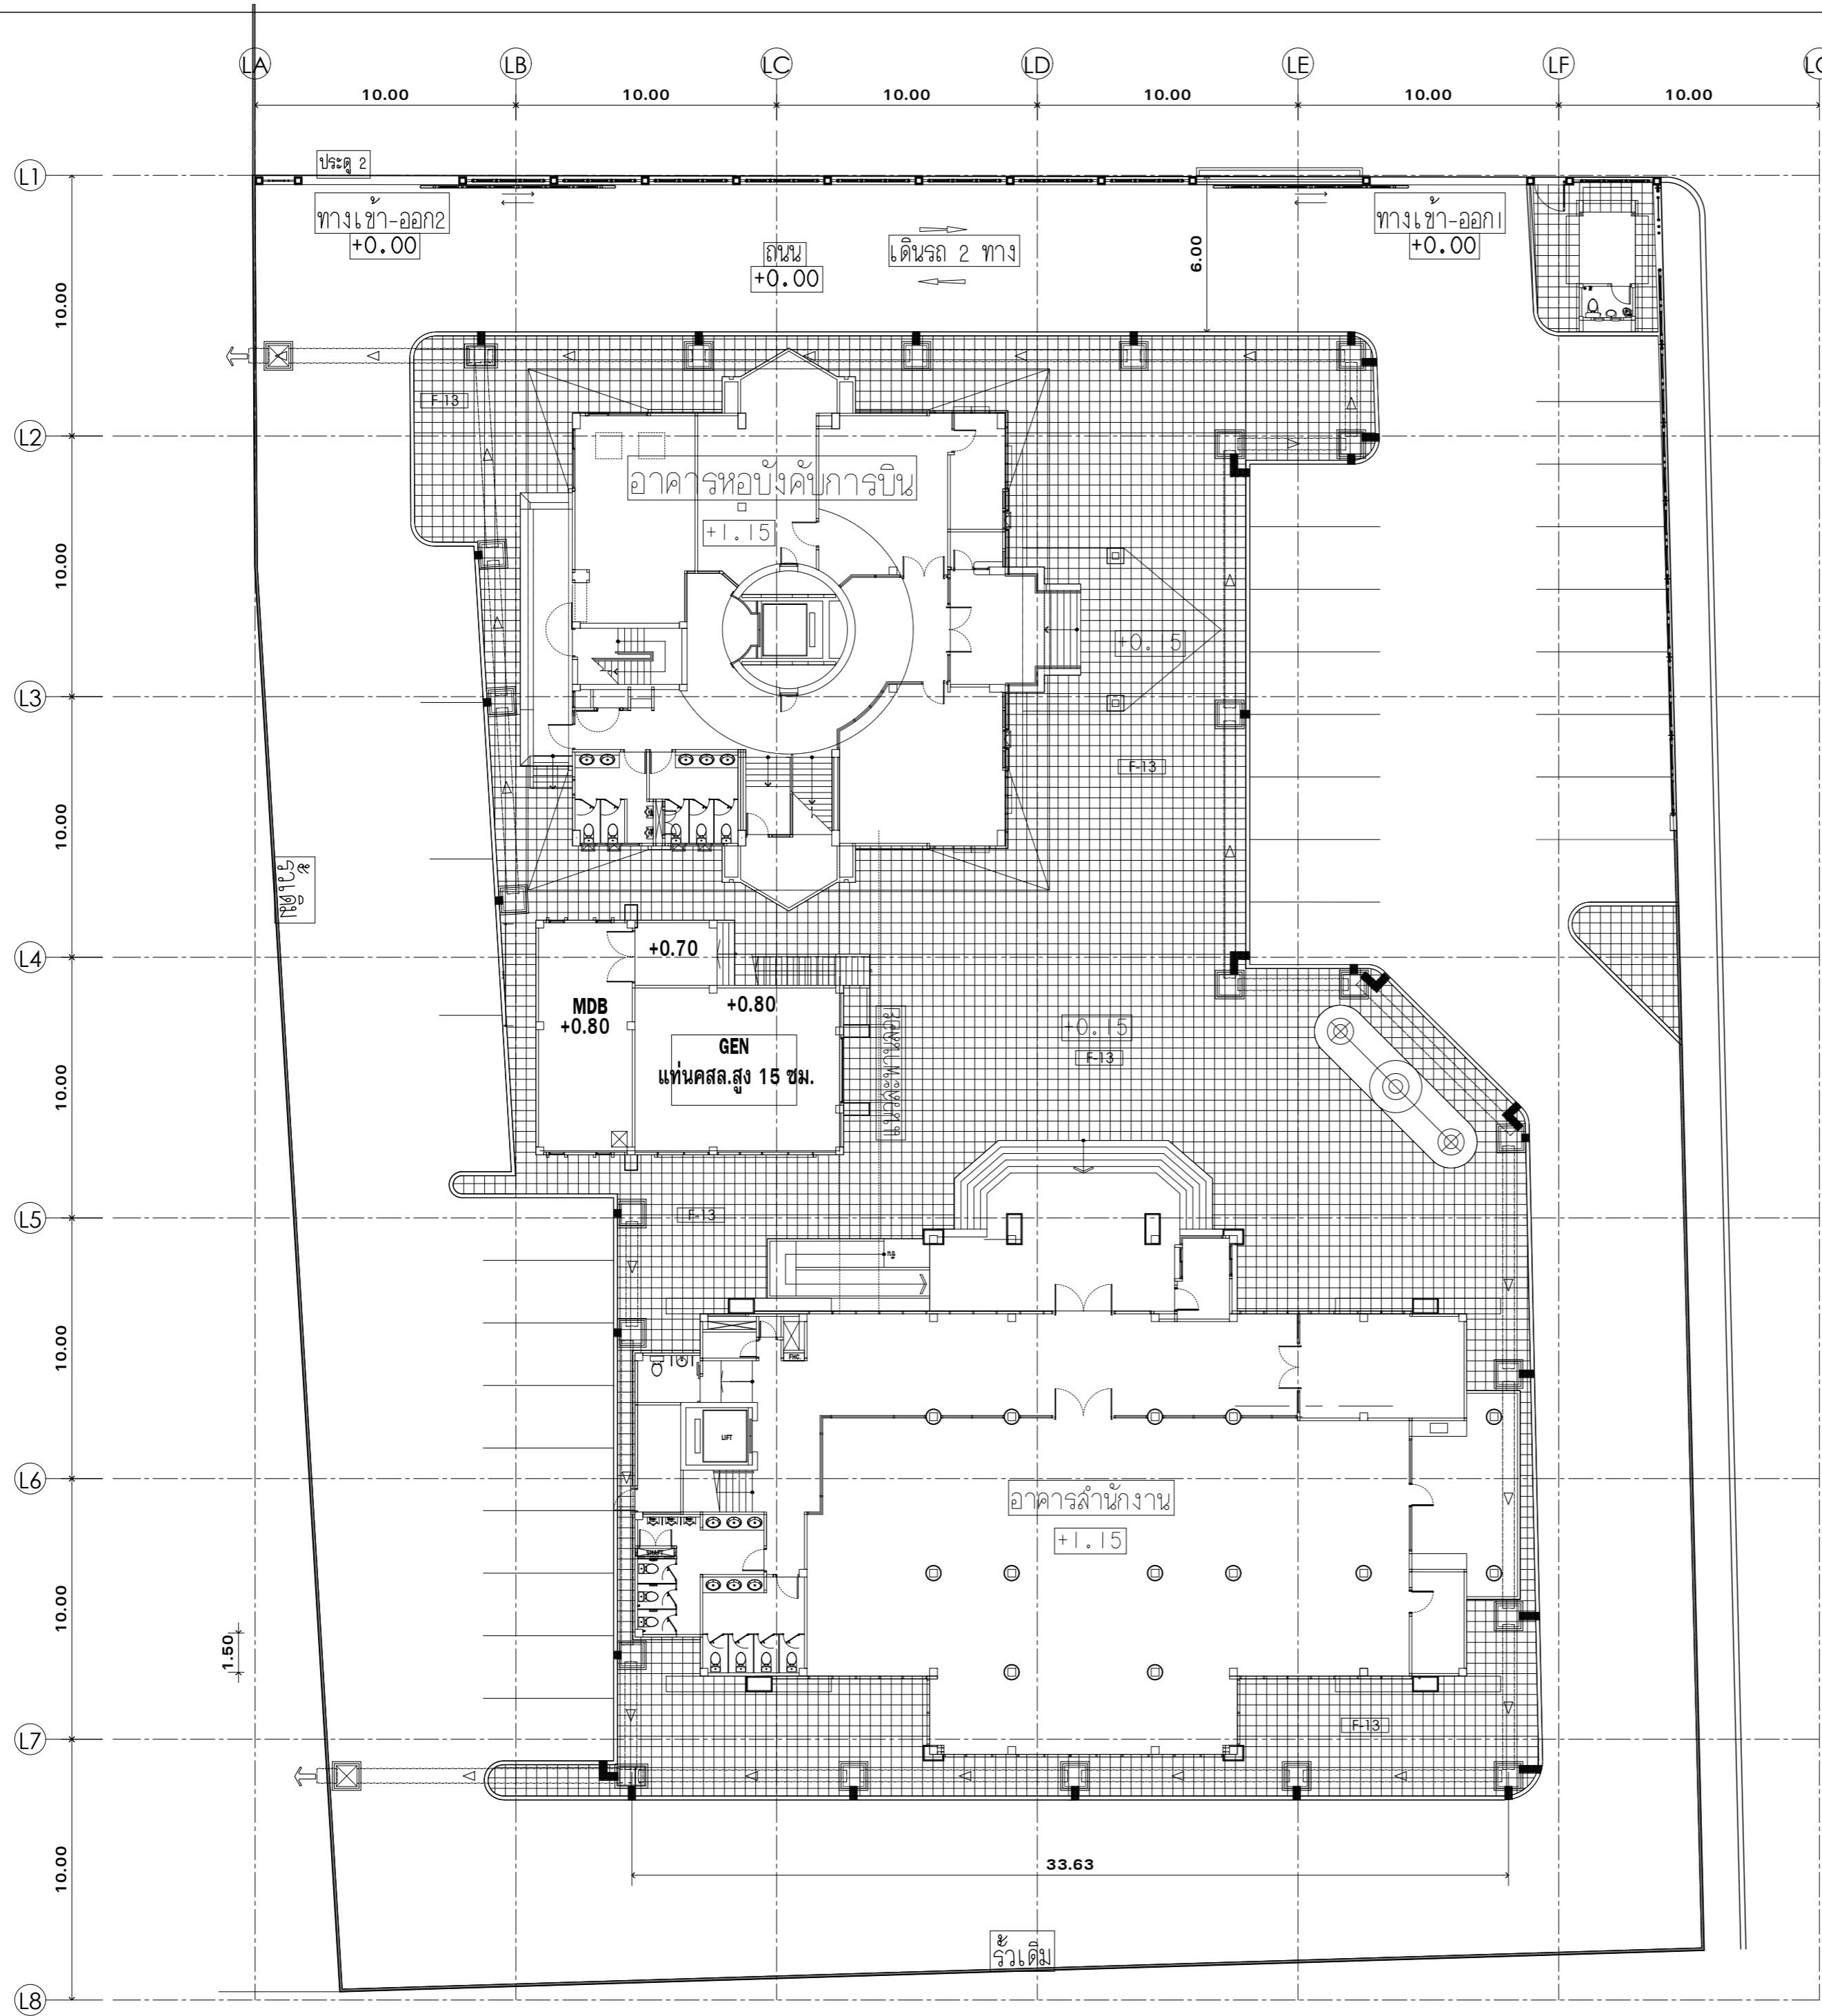 LA
LB
LC
LD
LE
LF
10.00
10.00
10.00
10.00
10.00
10.00
L1
L2
L3
L4
L5
L6
L7
L8
10.00
10.00
10.00
10.00
10.00
10.00
10.00
1.50
ประตู 2
ทางเข้า-ออก2
+0.00
ถนน
+0.00
เดินรถ 2 ทาง
6.00
ทางเข้า-ออก1
+0.00
F-13
อาคารหอบังคับการบิน
+1.15
F-13
รั้วเดิม
+0.70
MDB
+0.80
+0.80
GEN
แท่นคสล.สูง 15 ซม.
F-13
F-13
FHC.
LIFT
SHAFT
อาคารสำนักงาน
+1.15
F-13
33.63
รั้วเดิม